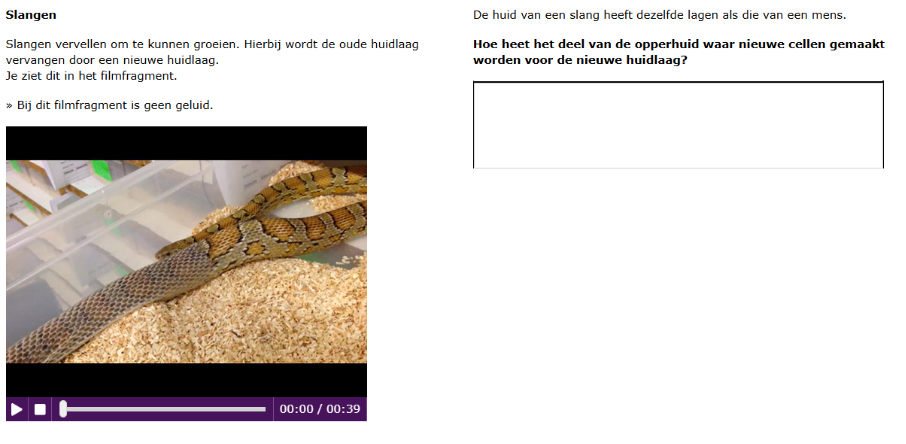 Slangen
Slangen vervellen om te kunnen groeien. Hierbij wordt de oude huidlaag
vervangen door een nieuwe huidlaag.
Je ziet dit in het filmfragment.
» Bij dit filmfragment is geen geluid.
00:00 / 00:39
De huid van een slang heeft dezelfde lagen als die van een mens.
Hoe heet het deel van de opperhuid waar nieuwe cellen gemaakt
worden voor de nieuwe huidlaag?